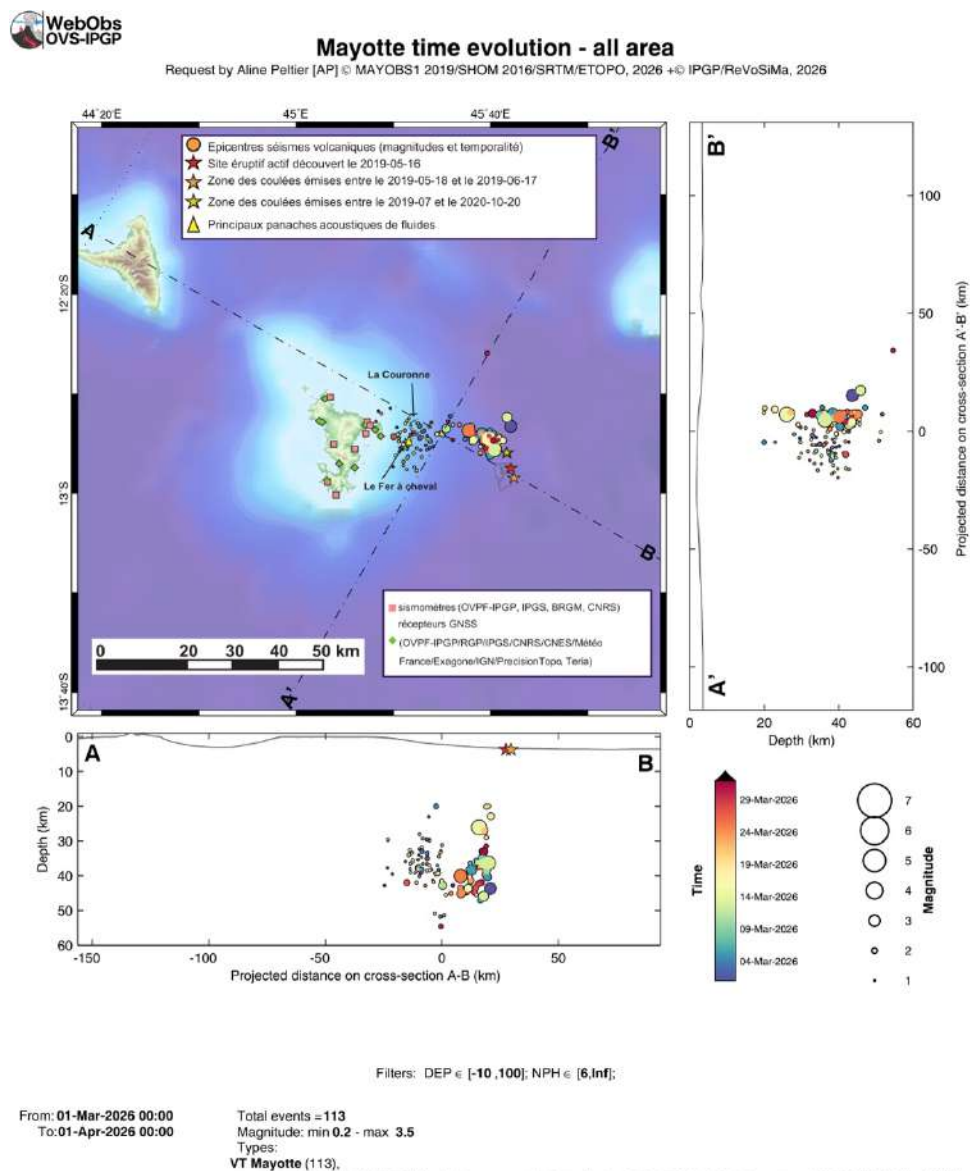 WebObs
OVS-IPGP
Mayotte time evolution - all area
Request by Aline Peltier [AP] © MAYOBS1 2019/SHOM 2016/SRTM/ETOPO, 2026 +© IPGP/ReVoSiMa, 2026
44˚20'E
45˚E
45˚40'E
Epicentres séismes volcaniques (magnitudes et temporalité)
Site éruptif actif découvert le 2019-05-16
Zone des coulées émises entre le 2019-05-18 et le 2019-06-17
Zone des coulées émises entre le 2019-07 et le 2020-10-20
Principaux panaches acoustiques de fluides
A
B'
12˚20'S
13˚S
13˚40'S
La Couronne
Le Fer à cheval
B
A'
sismomètres (OVPF-IPGP, IPGS, BRGM, CNRS)
récepteurs GNSS
(OVPF-IPGP/RGP/IPGS/CNRS/CNES/Météo
France/Exagone/IGN/PrecisionTopo, Teria)
0 10 20 30 40 50 km
B'
A'
100
50
0
-50
-100
Projected distance on cross-section A'-B' (km)
0 20 40 60
Depth (km)
A
B
0
10
20
30
40
50
60
Depth (km)
-150 -100 -50 0 50
Projected distance on cross-section A-B (km)
Time
29-Mar-2026
24-Mar-2026
19-Mar-2026
14-Mar-2026
09-Mar-2026
04-Mar-2026
7
6
5
4
3
2
1
Magnitude
Filters: DEP ∈ [-10 ,100]; NPH ∈ [6,Inf];
From: 01-Mar-2026 00:00
To: 01-Apr-2026 00:00
Total events = 113
Magnitude: min 0.2 - max 3.5
Types:
VT Mayotte (113),